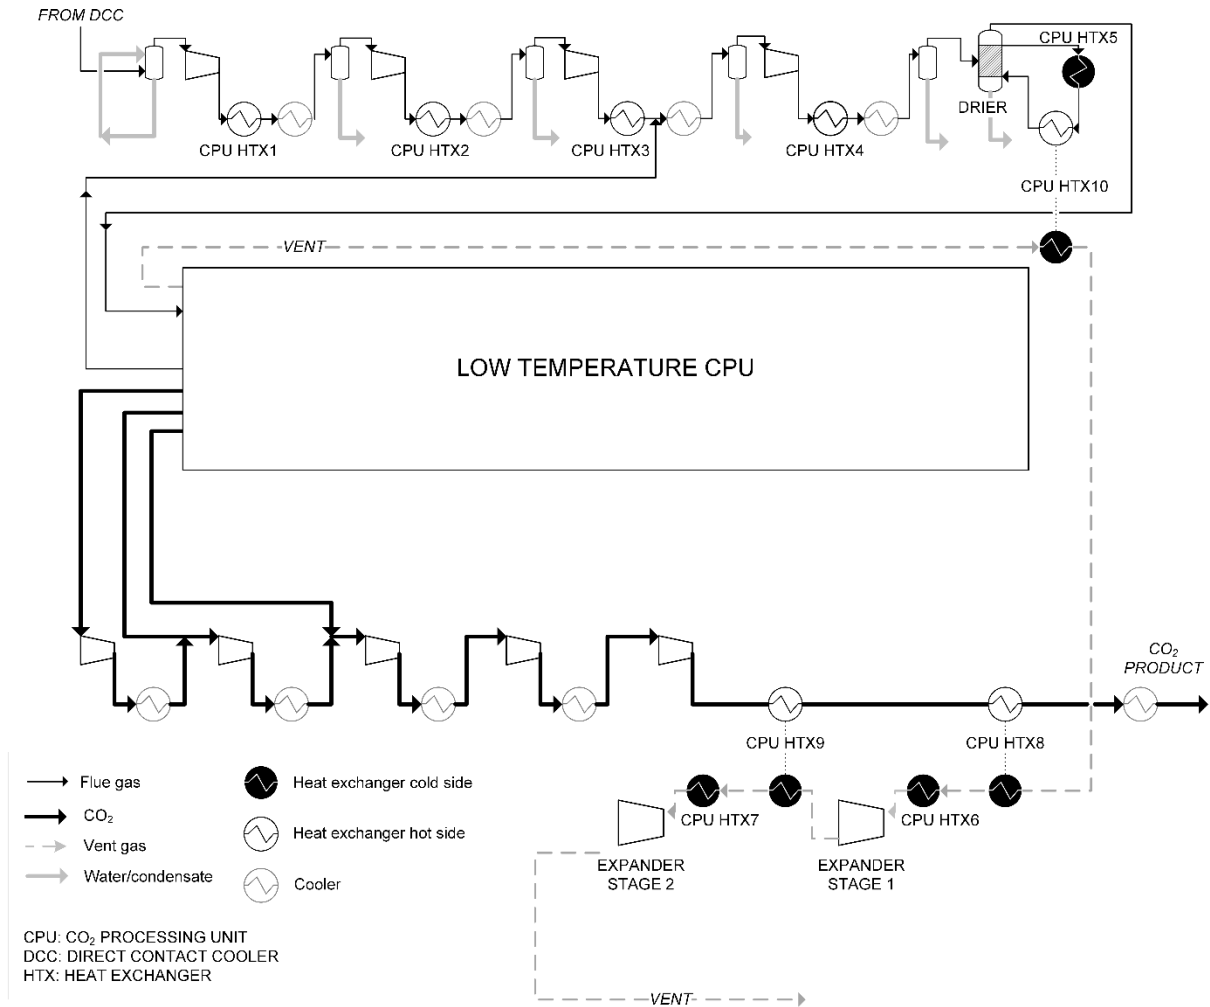 FROM DCC
CPU HTX5
DRIER
CPU HTX1
CPU HTX2
CPU HTX3
CPU HTX4
CPU HTX10
VENT
LOW TEMPERATURE CPU
CO₂
PRODUCT
CPU HTX9
CPU HTX8
Flue gas
Heat exchanger cold side
CO₂
Heat exchanger hot side
Vent gas
Water/condensate
Cooler
CPU HTX7
CPU HTX6
EXPANDER
STAGE 2
EXPANDER
STAGE 1
CPU: CO₂ PROCESSING UNIT
DCC: DIRECT CONTACT COOLER
HTX: HEAT EXCHANGER
VENT